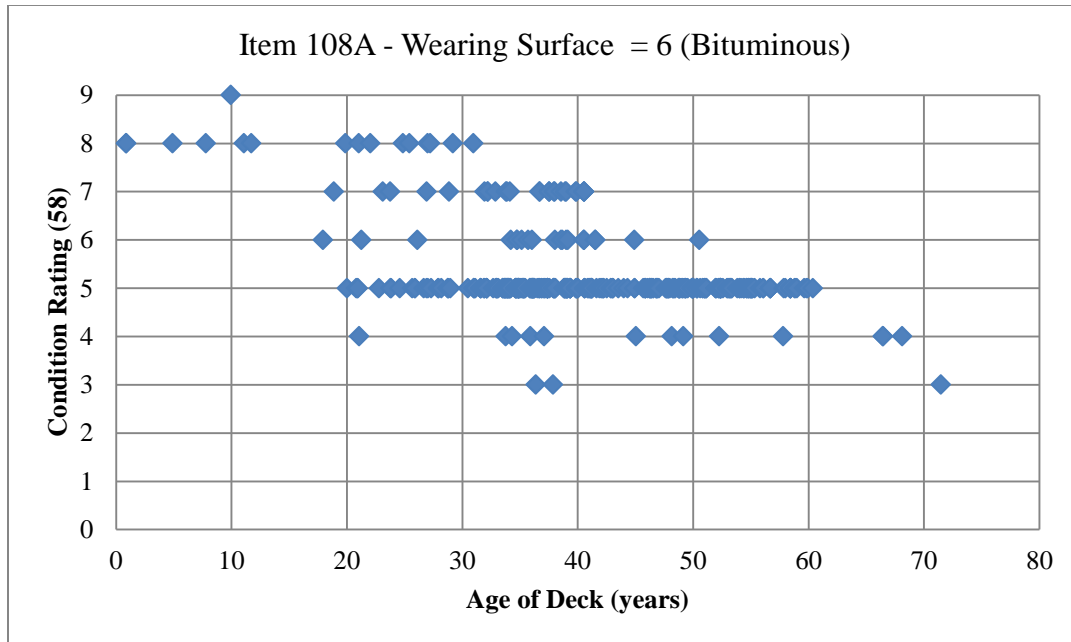 Item 108A - Wearing Surface  = 6 (Bituminous)
9
8
7
6
5
4
3
2
1
0
Condition Rating (58)
0 10 20 30 40 50 60 70 80
Age of Deck (years)